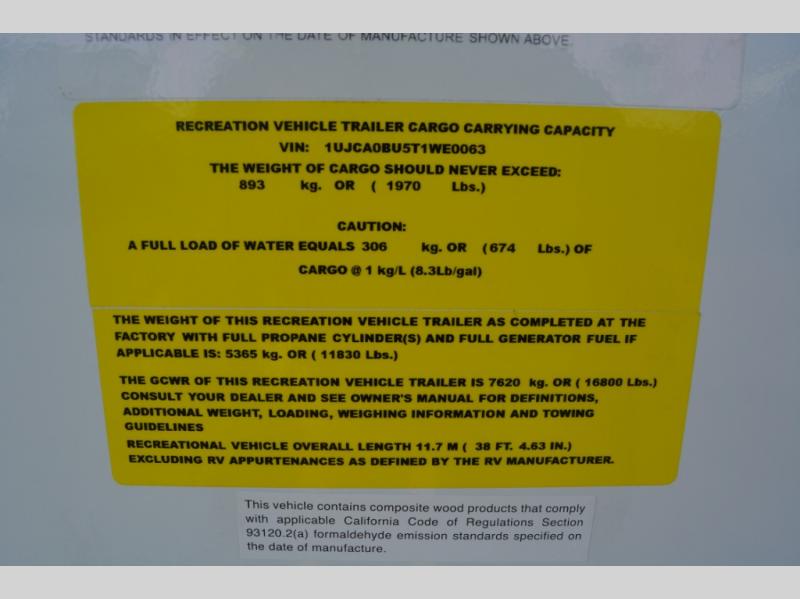 STANDARDS IN EFFECT ON THE DATE OF MANUFACTURE SHOWN ABOVE.
RECREATION VEHICLE TRAILER CARGO CARRYING CAPACITY
VIN: 1UJCA0BU5T1WE0063
THE WEIGHT OF CARGO SHOULD NEVER EXCEED:
893 kg. OR ( 1970 Lbs.)
CAUTION:
A FULL LOAD OF WATER EQUALS 306 kg. OR (674 Lbs.) OF
CARGO @ 1 kg/L (8.3Lb/gal)
THE WEIGHT OF THIS RECREATION VEHICLE TRAILER AS COMPLETED AT THE
FACTORY WITH FULL PROPANE CYLINDER(S) AND FULL GENERATOR FUEL IF
APPLICABLE IS: 5365 kg. OR ( 11830 Lbs.)
THE GCWR OF THIS RECREATION VEHICLE TRAILER IS 7620 kg. OR ( 16800 Lbs.)
CONSULT YOUR DEALER AND SEE OWNER'S MANUAL FOR DEFINITIONS,
ADDITIONAL WEIGHT, LOADING, WEIGHING INFORMATION AND TOWING
GUIDELINES
RECREATIONAL VEHICLE OVERALL LENGTH 11.7 M ( 38 FT. 4.63 IN.)
EXCLUDING RV APPURTENANCES AS DEFINED BY THE RV MANUFACTURER.
This vehicle contains composite wood products that comply
with applicable California Code of Regulations Section
93120.2(a) formaldehyde emission standards specified on
the date of manufacture.